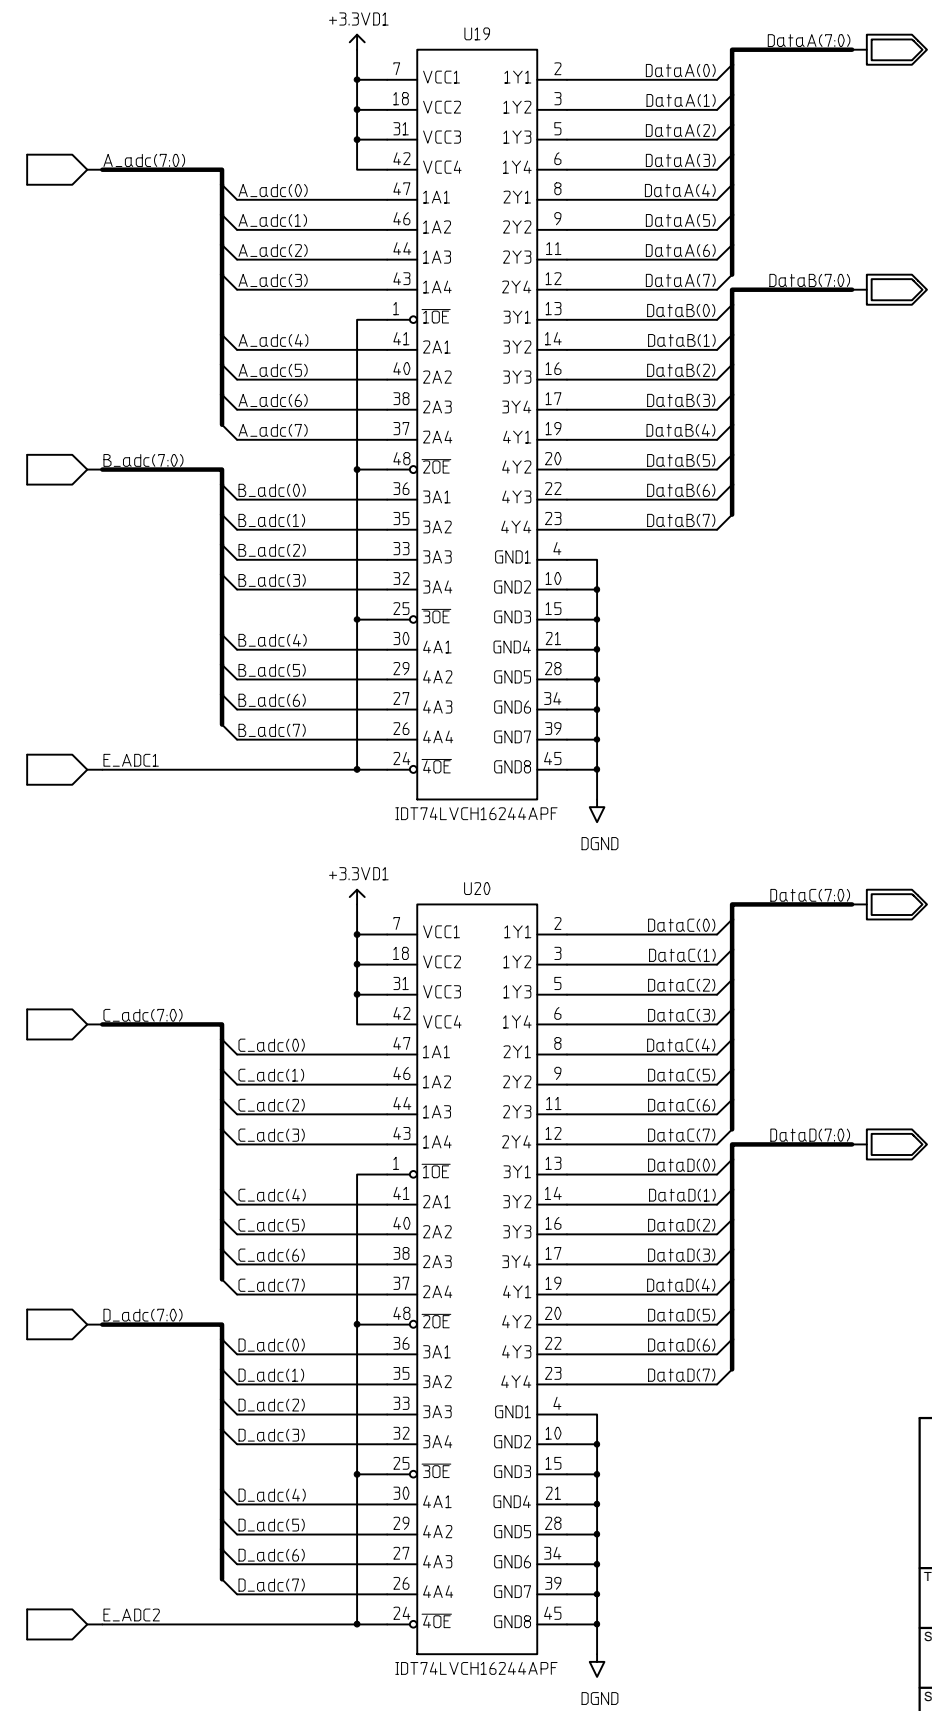 +3.3VD1
U19
DataA(7:0)
7 VCC1 1Y1 2 DataA(0)
18 VCC2 1Y2 3 DataA(1)
31 VCC3 1Y3 5 DataA(2)
A_adc(7:0) 42 VCC4 1Y4 6 DataA(3)
A_adc(0) 47 1A1 2Y1 8 DataA(4)
A_adc(1) 46 1A2 2Y2 9 DataA(5)
A_adc(2) 44 1A3 2Y3 11 DataA(6)
A_adc(3) 43 1A4 2Y4 12 DataA(7) DataB(7:0)
1 1OE 3Y1 13 DataB(0)
A_adc(4) 41 2A1 3Y2 14 DataB(1)
A_adc(5) 40 2A2 3Y3 16 DataB(2)
A_adc(6) 38 2A3 3Y4 17 DataB(3)
A_adc(7) 37 2A4 4Y1 19 DataB(4)
B_adc(7:0) 48 2OE 4Y2 20 DataB(5)
B_adc(0) 36 3A1 4Y3 22 DataB(6)
B_adc(1) 35 3A2 4Y4 23 DataB(7)
B_adc(2) 33 3A3 GND1 4
B_adc(3) 32 3A4 GND2 10
25 3OE GND3 15
B_adc(4) 30 4A1 GND4 21
B_adc(5) 29 4A2 GND5 28
B_adc(6) 27 4A3 GND6 34
B_adc(7) 26 4A4 GND7 39
E_ADC1 24 4OE GND8 45
IDT74LVCH16244APF
DGND
+3.3VD1
U20
DataC(7:0)
7 VCC1 1Y1 2 DataC(0)
18 VCC2 1Y2 3 DataC(1)
31 VCC3 1Y3 5 DataC(2)
C_adc(7:0) 42 VCC4 1Y4 6 DataC(3)
C_adc(0) 47 1A1 2Y1 8 DataC(4)
C_adc(1) 46 1A2 2Y2 9 DataC(5)
C_adc(2) 44 1A3 2Y3 11 DataC(6)
C_adc(3) 43 1A4 2Y4 12 DataC(7) DataD(7:0)
1 1OE 3Y1 13 DataD(0)
C_adc(4) 41 2A1 3Y2 14 DataD(1)
C_adc(5) 40 2A2 3Y3 16 DataD(2)
C_adc(6) 38 2A3 3Y4 17 DataD(3)
C_adc(7) 37 2A4 4Y1 19 DataD(4)
D_adc(7:0) 48 2OE 4Y2 20 DataD(5)
D_adc(0) 36 3A1 4Y3 22 DataD(6)
D_adc(1) 35 3A2 4Y4 23 DataD(7)
D_adc(2) 33 3A3 GND1 4
D_adc(3) 32 3A4 GND2 10
25 3OE GND3 15
D_adc(4) 30 4A1 GND4 21
D_adc(5) 29 4A2 GND5 28
D_adc(6) 27 4A3 GND6 34
D_adc(7) 26 4A4 GND7 39
E_ADC2 24 4OE GND8 45
IDT74LVCH16244APF
DGND